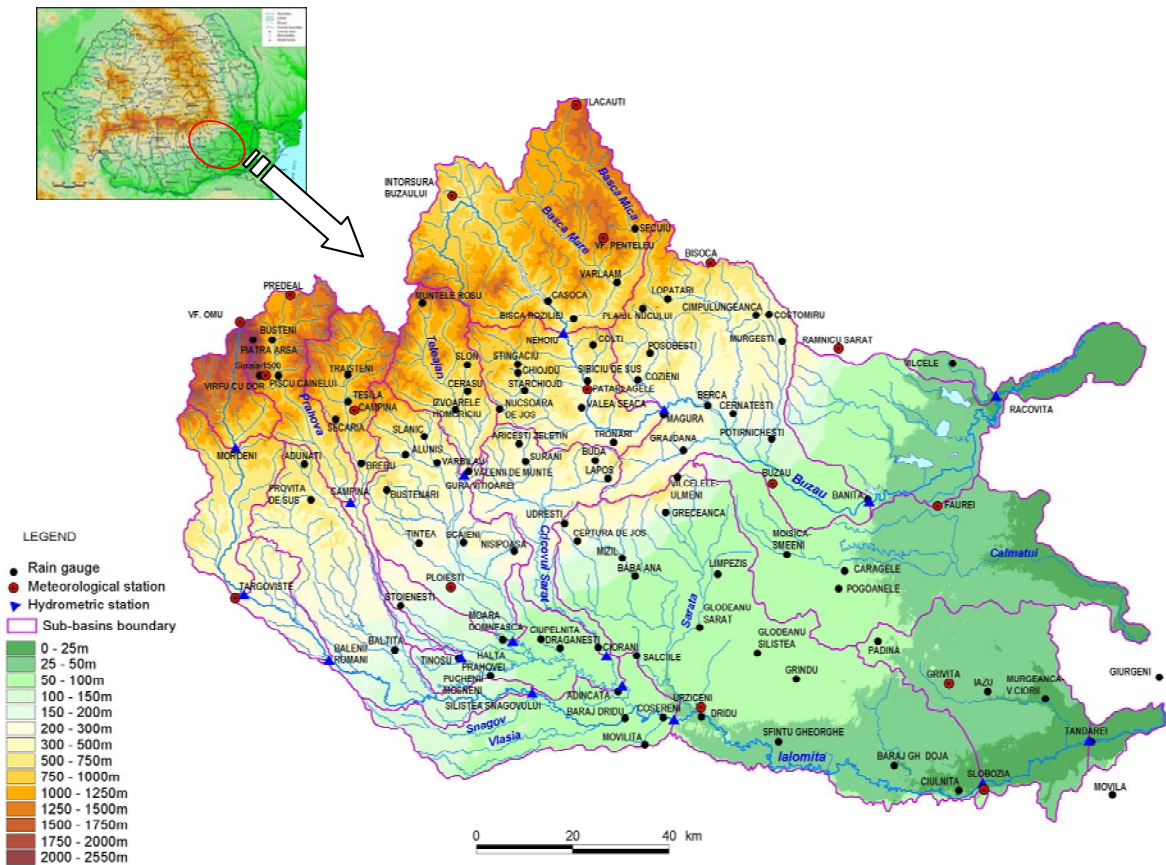 LACAUTI
INTORSURA
BUZAULUI
Basca Mica
Basca Mare
SECUIU
VF. PENTELEU
BISOCA
VARLAAM
PREDEAL
MUNTELE ROSU
CASOCA
LOPATARI
CIMPULUNGEANCA
COSTOMIRU
VF. OMU
BISCA ROZILIEI
PLAIUL NUCULUI
BUSTENI
Teleajan
NEHOIU
COLTI
MURGESTI
RAMNICU SARAT
PIATRA ARSA
SLON
STINGACIU
POSOBESTI
VILCELE
Sinaia-1500
TRAISTENI
CHIOJDU
SIBICIU DE SUS
COZIENI
VIRFU CU DOR
PISCU CAINELUI
CERASU
STARCHIOJD
PATARLAGELE
Prahova
TESILA
IZVOARELE
NUCSOARA
DE JOS
VALEA SEACA
BERCA
CERNATESTI
RACOVITA
CAMPINA
HOMORICIU
MAGURA
SECARIA
SLANIC
POTIRNICHESTI
ARICESTI ZELETIN
TRONARI
GRAJDANA
MORDENI
ADUNATI
BREBU
ALUNIS
VARBILAU
SURANI
BUDA
VALENII DE MUNTE
LAPOS
BUZAU
Buzau
PROVITA
DE SUS
CAMPINA
BUSTENARI
GURA VITIOAREI
VILCELELE-
ULMENI
BANITA
FAUREI
LEGEND
UDRESTI
GRECEANCA
TINTEA
SCAIENI
NISIPOASA
Cricovul Sarat
CEPTURA DE JOS
MOISICA-
SMEENI
MIZIL
Calmatui
Rain gauge
BABA ANA
LIMPEZIS
CARAGELE
Meteorological station
TARGOVISTE
PLOIESTI
POGOANELE
Hydrometric station
STOIENESTI
Sarata
GLODEANU
SARAT
Sub-basins boundary
MOARA
DOMNEASCA
CIUPELNITA
DRAGANESTI
GLODEANU
SILISTEA
0 - 25m
BALENII
ROMANI
BALTITA
CIORANI
SALCIILE
PADINA
25 - 50m
TINOSU
HALTA
PRAHOVEI
GRINDU
GRIVITA
IAZU
MURGEANCA
V.CIORII
GIURGENI
50 - 100m
PUCHENII
MOSNENI
100 - 150m
SILISTEA SNAGOVULUI
ADINCATA
URZICENI
150 - 200m
Snagov
BARAJ DRIDU
COSERENI
DRIDU
200 - 300m
Vlasia
SFINTU GHEORGHE
TANDAREI
300 - 500m
MOVILITA
Ialomita
BARAJ GH DOJA
500 - 750m
SLOBOZIA
750 - 1000m
CIULNITA
MOVILA
1000 - 1250m
1250 - 1500m
1500 - 1750m
0 20 40 km
1750 - 2000m
2000 - 2550m